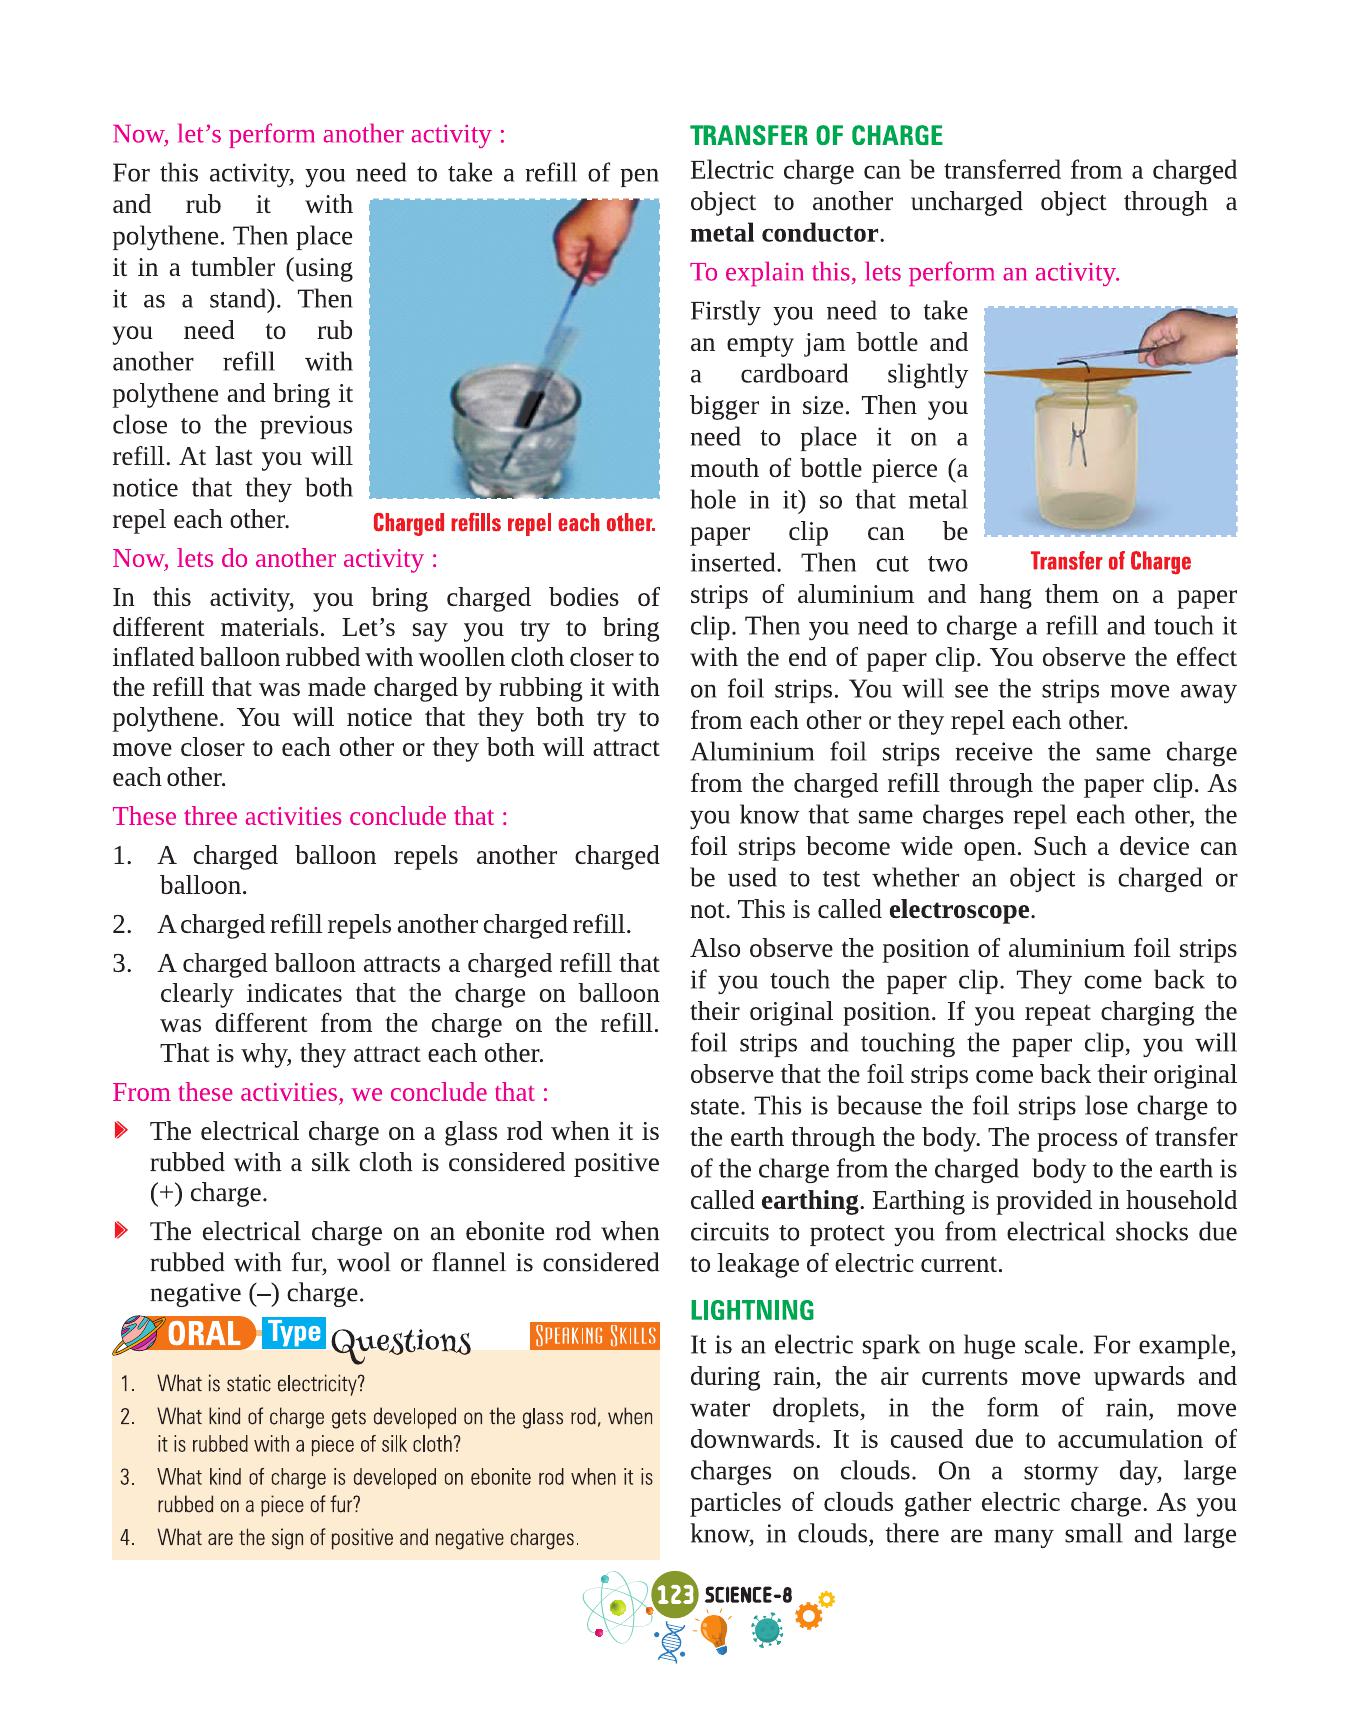 Now, let’s perform another activity :
For this activity, you need to take a refill of pen
and rub it with
polythene. Then place
it in a tumbler (using
it as a stand). Then
you need to rub
another refill with
polythene and bring it
close to the previous
refill. At last you will
notice that they both
repel each other.
Charged refills repel each other.
Now, lets do another activity :
In this activity, you bring charged bodies of
different materials. Let’s say you try to bring
inflated balloon rubbed with woollen cloth closer to
the refill that was made charged by rubbing it with
polythene. You will notice that they both try to
move closer to each other or they both will attract
each other.
These three activities conclude that :
1. A charged balloon repels another charged
balloon.
2. A charged refill repels another charged refill.
3. A charged balloon attracts a charged refill that
clearly indicates that the charge on balloon
was different from the charge on the refill.
That is why, they attract each other.
From these activities, we conclude that :
The electrical charge on a glass rod when it is
rubbed with a silk cloth is considered positive
(+) charge.
The electrical charge on an ebonite rod when
rubbed with fur, wool or flannel is considered
negative (–) charge.
ORAL Type Questions SPEAKING SKILLS
1. What is static electricity?
2. What kind of charge gets developed on the glass rod, when
it is rubbed with a piece of silk cloth?
3. What kind of charge is developed on ebonite rod when it is
rubbed on a piece of fur?
4. What are the sign of positive and negative charges.
TRANSFER OF CHARGE
Electric charge can be transferred from a charged
object to another uncharged object through a
metal conductor.
To explain this, lets perform an activity.
Firstly you need to take
an empty jam bottle and
a cardboard slightly
bigger in size. Then you
need to place it on a
mouth of bottle pierce (a
hole in it) so that metal
paper clip can be
inserted. Then cut two
Transfer of Charge
strips of aluminium and hang them on a paper
clip. Then you need to charge a refill and touch it
with the end of paper clip. You observe the effect
on foil strips. You will see the strips move away
from each other or they repel each other.
Aluminium foil strips receive the same charge
from the charged refill through the paper clip. As
you know that same charges repel each other, the
foil strips become wide open. Such a device can
be used to test whether an object is charged or
not. This is called electroscope.
Also observe the position of aluminium foil strips
if you touch the paper clip. They come back to
their original position. If you repeat charging the
foil strips and touching the paper clip, you will
observe that the foil strips come back their original
state. This is because the foil strips lose charge to
the earth through the body. The process of transfer
of the charge from the charged body to the earth is
called earthing. Earthing is provided in household
circuits to protect you from electrical shocks due
to leakage of electric current.
LIGHTNING
It is an electric spark on huge scale. For example,
during rain, the air currents move upwards and
water droplets, in the form of rain, move
downwards. It is caused due to accumulation of
charges on clouds. On a stormy day, large
particles of clouds gather electric charge. As you
know, in clouds, there are many small and large
123 SCIENCE-8